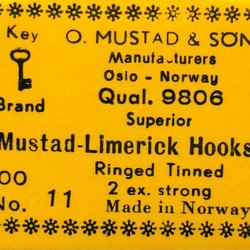 Key O. MUSTAD & SÖN
Manufacturers
Oslo - Norway
Brand Qual. 9806
Superior
Mustad-Limerick Hooks
Ringed Tinned
00 2 ex. strong
No. 11 Made in Norway